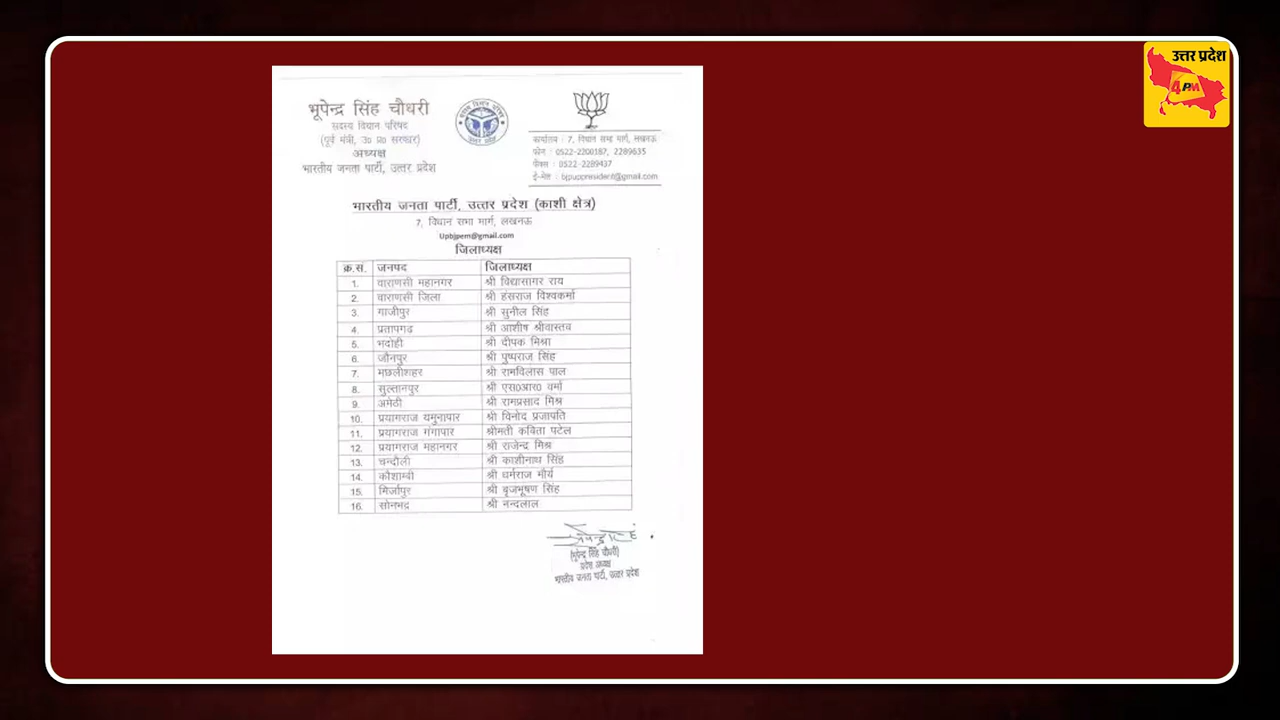 उत्तर प्रदेश
4PM
भूपेन्द्र सिंह चौधरी
सदस्य विधान परिषद
(पूर्व मंत्री, उ० प्र० सरकार)
अध्यक्ष
भारतीय जनता पार्टी, उत्तर प्रदेश
कार्यालय : 7, विधान सभा मार्ग, लखनऊ
फोन : 0522-2200187, 2289635
फैक्स : 0522-2289437
ई-मेल : bjpuppresident@gmail.com
भारतीय जनता पार्टी, उत्तर प्रदेश (काशी क्षेत्र)
7, विधान सभा मार्ग, लखनऊ
Upbjpem@gmail.com
जिलाध्यक्ष
क्र.स. जनपद जिलाध्यक्ष
1. वाराणसी महानगर श्री विद्यासागर राय
2. वाराणसी जिला श्री हंसराज विश्वकर्मा
3. गाजीपुर श्री सुनील सिंह
4. प्रतापगढ़ श्री आशीष श्रीवास्तव
5. भदोही श्री दीपक मिश्रा
6. जौनपुर श्री पुष्पराज सिंह
7. मछलीशहर श्री रामविलास पाल
8. सुल्तानपुर श्री एस०आर० वर्मा
9. अमेठी श्री रामप्रसाद मिश्र
10. प्रयागराज यमुनापार श्री विनोद प्रजापति
11. प्रयागराज गंगापार श्रीमती कविता पटेल
12. प्रयागराज महानगर श्री राजेन्द्र मिश्र
13. चन्दौली श्री काशीनाथ सिंह
14. कौशाम्बी श्री धर्मराज मौर्य
15. मिर्जापुर श्री बृजभूषण सिंह
16. सोनभद्र श्री नन्दलाल
(भूपेन्द्र सिंह चौधरी)
प्रदेश अध्यक्ष
भारतीय जनता पार्टी, उत्तर प्रदेश